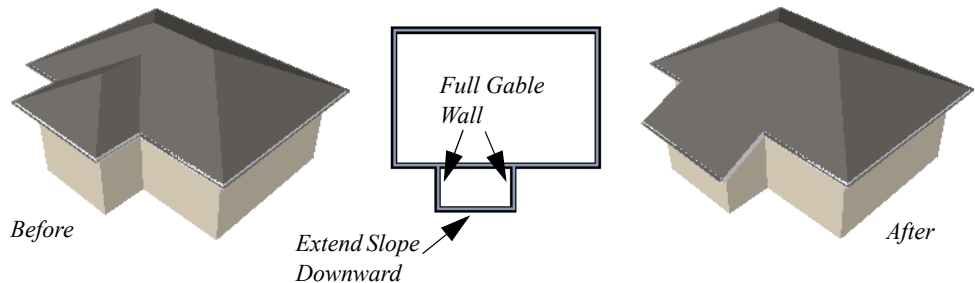 Full Gable
Wall
Before
Extend Slope
Downward
After